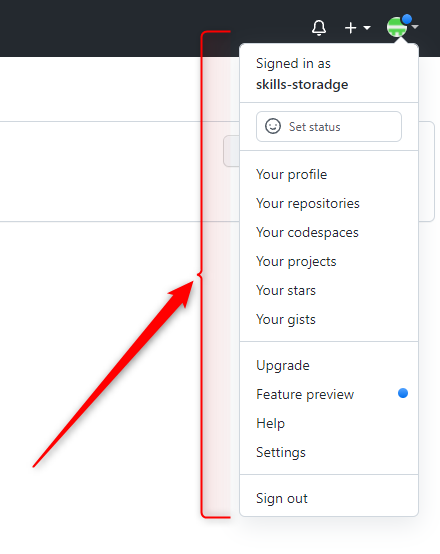 Signed in as
skills-storadge
Set status
Your profile
Your repositories
Your codespaces
Your projects
Your stars
Your gists
Upgrade
Feature preview
Help
Settings
Sign out